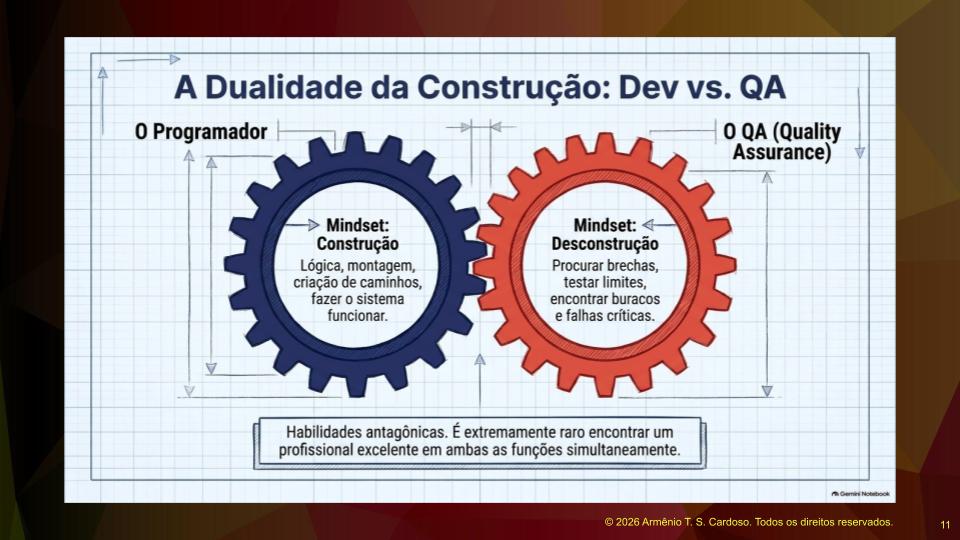 A Dualidade da Construção: Dev vs. QA
O Programador
O QA (Quality
Assurance)
Mindset:
Construção
Lógica, montagem,
criação de caminhos,
fazer o sistema
funcionar.
Mindset:
Desconstrução
Procurar brechas,
testar limites,
encontrar buracos
e falhas críticas.
Habilidades antagônicas. É extremamente raro encontrar um
profissional excelente em ambas as funções simultaneamente.
Gemini Notebook
© 2026 Armênio T. S. Cardoso. Todos os direitos reservados.
11